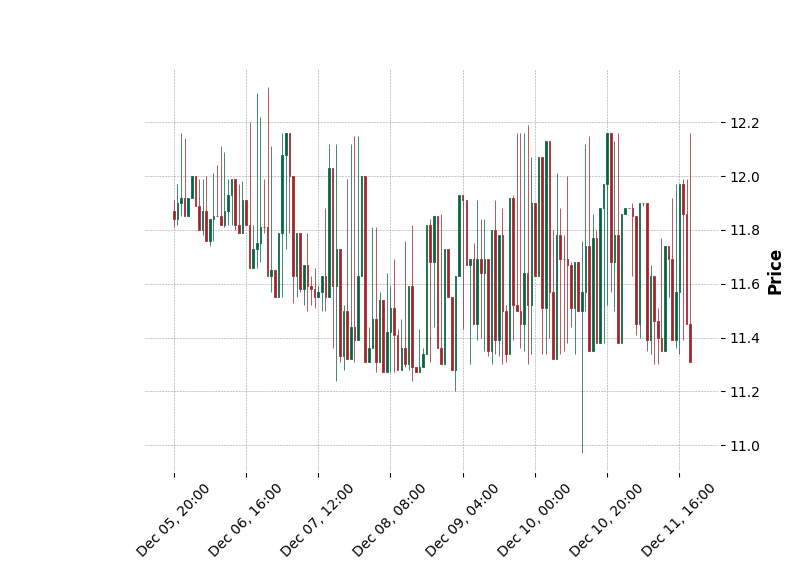 12.2
12.0
11.8
11.6
11.4
11.2
11.0
Price
Dec 05, 20:00
Dec 06, 16:00
Dec 07, 12:00
Dec 08, 08:00
Dec 09, 04:00
Dec 10, 00:00
Dec 10, 20:00
Dec 11, 16:00